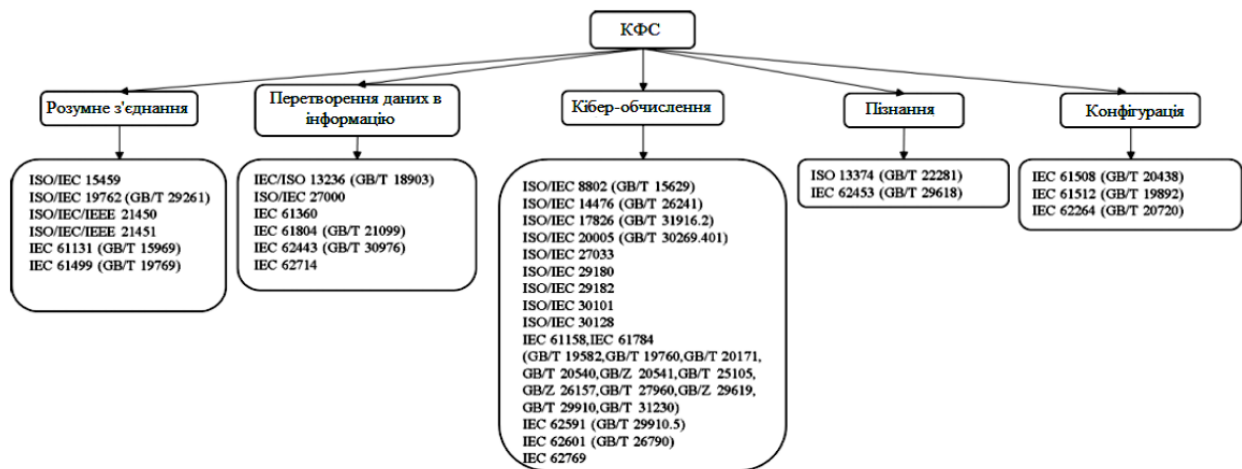 КФС
Розумне з'єднання
ISO/IEC 15459
ISO/IEC 19762 (GB/T 29261)
ISO/IEC/IEEE 21450
ISO/IEC/IEEE 21451
IEC 61131 (GB/T 15969)
IEC 61499 (GB/T 19769)
Перетворення даних в
інформацію
IEC/ISO 13236 (GB/T 18903)
ISO/IEC 27000
IEC 61360
IEC 61804 (GB/T 21099)
IEC 62443 (GB/T 30976)
IEC 62714
Кібер-обчислення
ISO/IEC 8802 (GB/T 15629)
ISO/IEC 14476 (GB/T 26241)
ISO/IEC 17826 (GB/T 31916.2)
ISO/IEC 20005 (GB/T 30269.401)
ISO/IEC 27033
ISO/IEC 29180
ISO/IEC 29182
ISO/IEC 30101
ISO/IEC 30128
IEC 61158,IEC 61784
(GB/T 19582,GB/T 19760,GB/T 20171,
GB/T 20540,GB/Z 20541,GB/T 25105,
GB/Z 26157,GB/T 27960,GB/Z 29619,
GB/T 29910,GB/T 31230)
IEC 62591 (GB/T 29910.5)
IEC 62601 (GB/T 26790)
IEC 62769
Пізнання
ISO 13374 (GB/T 22281)
IEC 62453 (GB/T 29618)
Конфігурація
IEC 61508 (GB/T 20438)
IEC 61512 (GB/T 19892)
IEC 62264 (GB/T 20720)